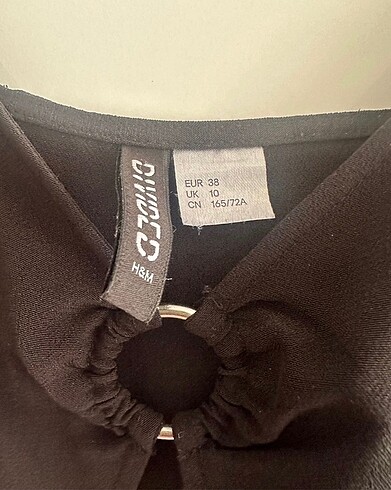 DIVIDED
H&M
EUR 38
UK 10
CN 165/72A